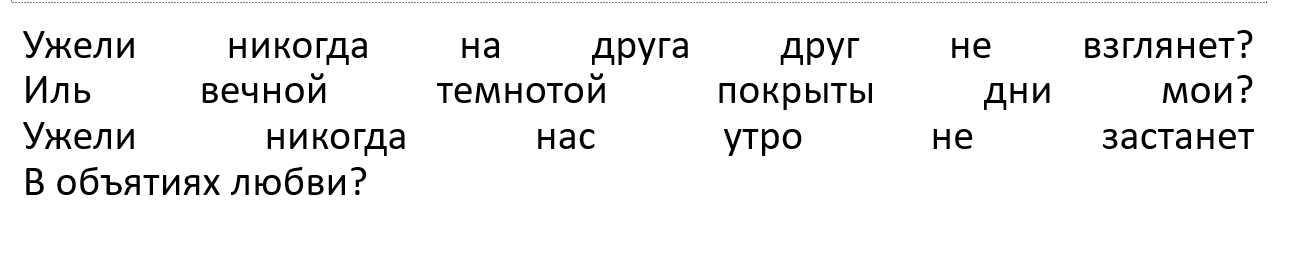 Ужели никогда на друга друг не взглянет?
Иль вечной темнотой покрыты дни мои?
Ужели никогда нас утро не застанет
В объятиях любви?